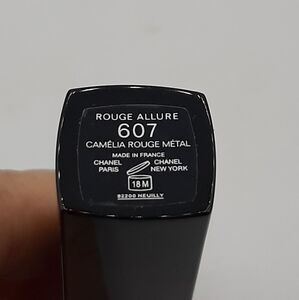 ROUGE ALLURE
607
CAMÉLIA ROUGE MÉTAL
MADE IN FRANCE
CHANEL CHANEL
PARIS NEW YORK
18 M
92200 NEUILLY